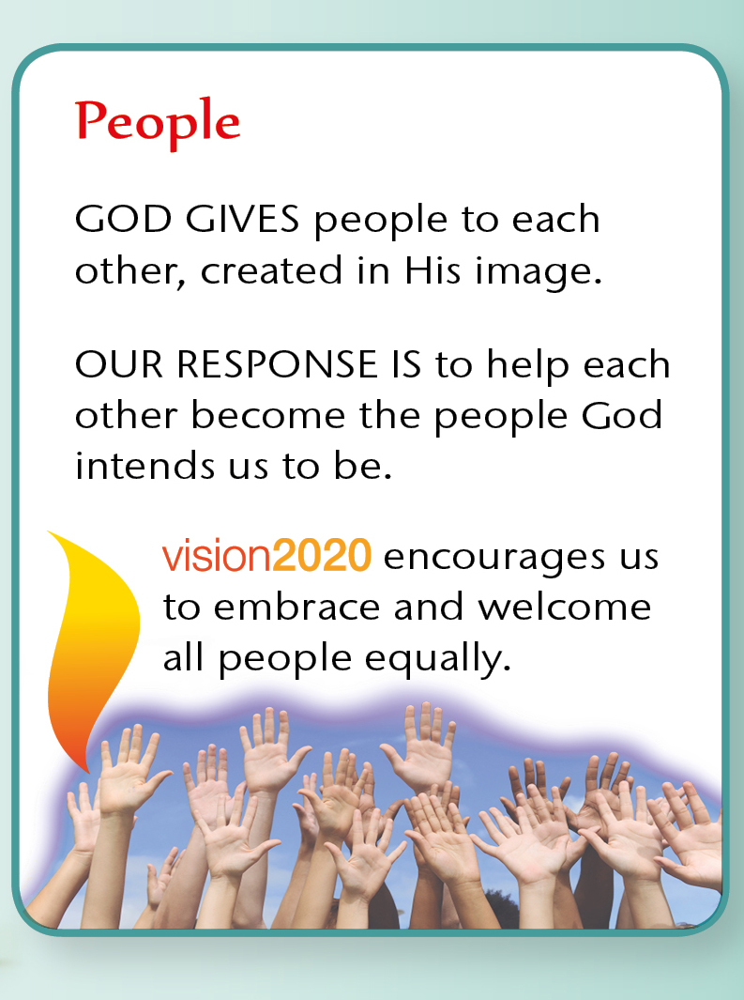 People
GOD GIVES people to each
other, created in His image.
OUR RESPONSE IS to help each
other become the people God
intends us to be.
vision2020 encourages us
to embrace and welcome
all people equally.